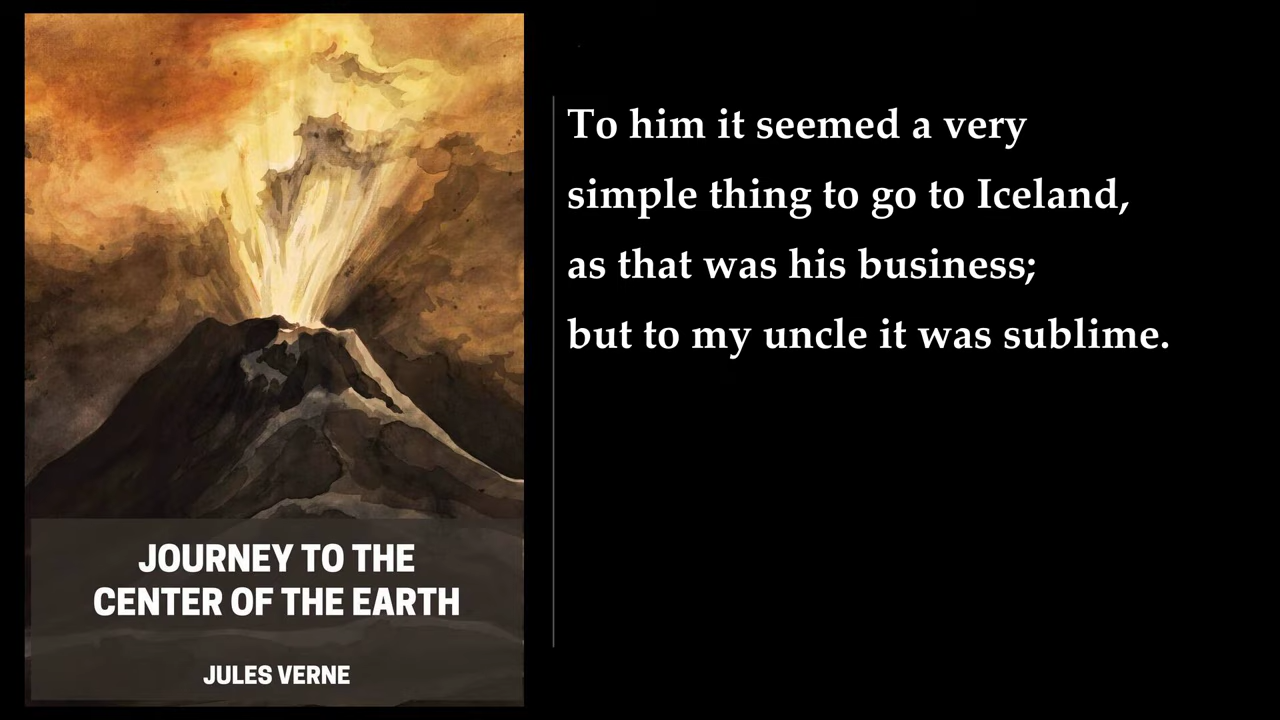 To him it seemed a very
simple thing to go to Iceland,
as that was his business;
but to my uncle it was sublime.
JOURNEY TO THE
CENTER OF THE EARTH
JULES VERNE